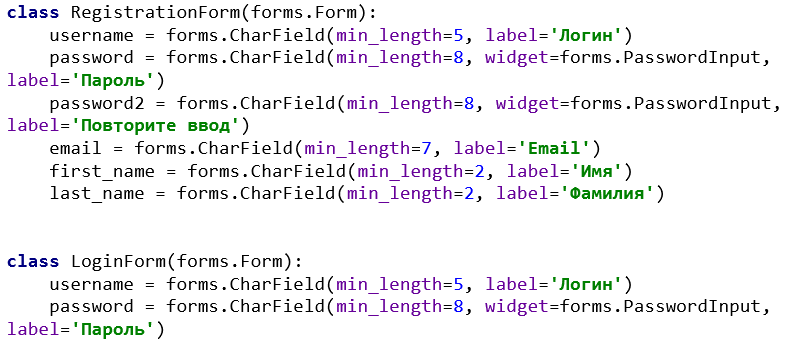 class RegistrationForm(forms.Form):
    username = forms.CharField(min_length=5, label='Логин')
    password = forms.CharField(min_length=8, widget=forms.PasswordInput,
label='Пароль')
    password2 = forms.CharField(min_length=8, widget=forms.PasswordInput,
label='Повторите ввод')
    email = forms.CharField(min_length=7, label='Email')
    first_name = forms.CharField(min_length=2, label='Имя')
    last_name = forms.CharField(min_length=2, label='Фамилия')
class LoginForm(forms.Form):
    username = forms.CharField(min_length=5, label='Логин')
    password = forms.CharField(min_length=8, widget=forms.PasswordInput,
label='Пароль')